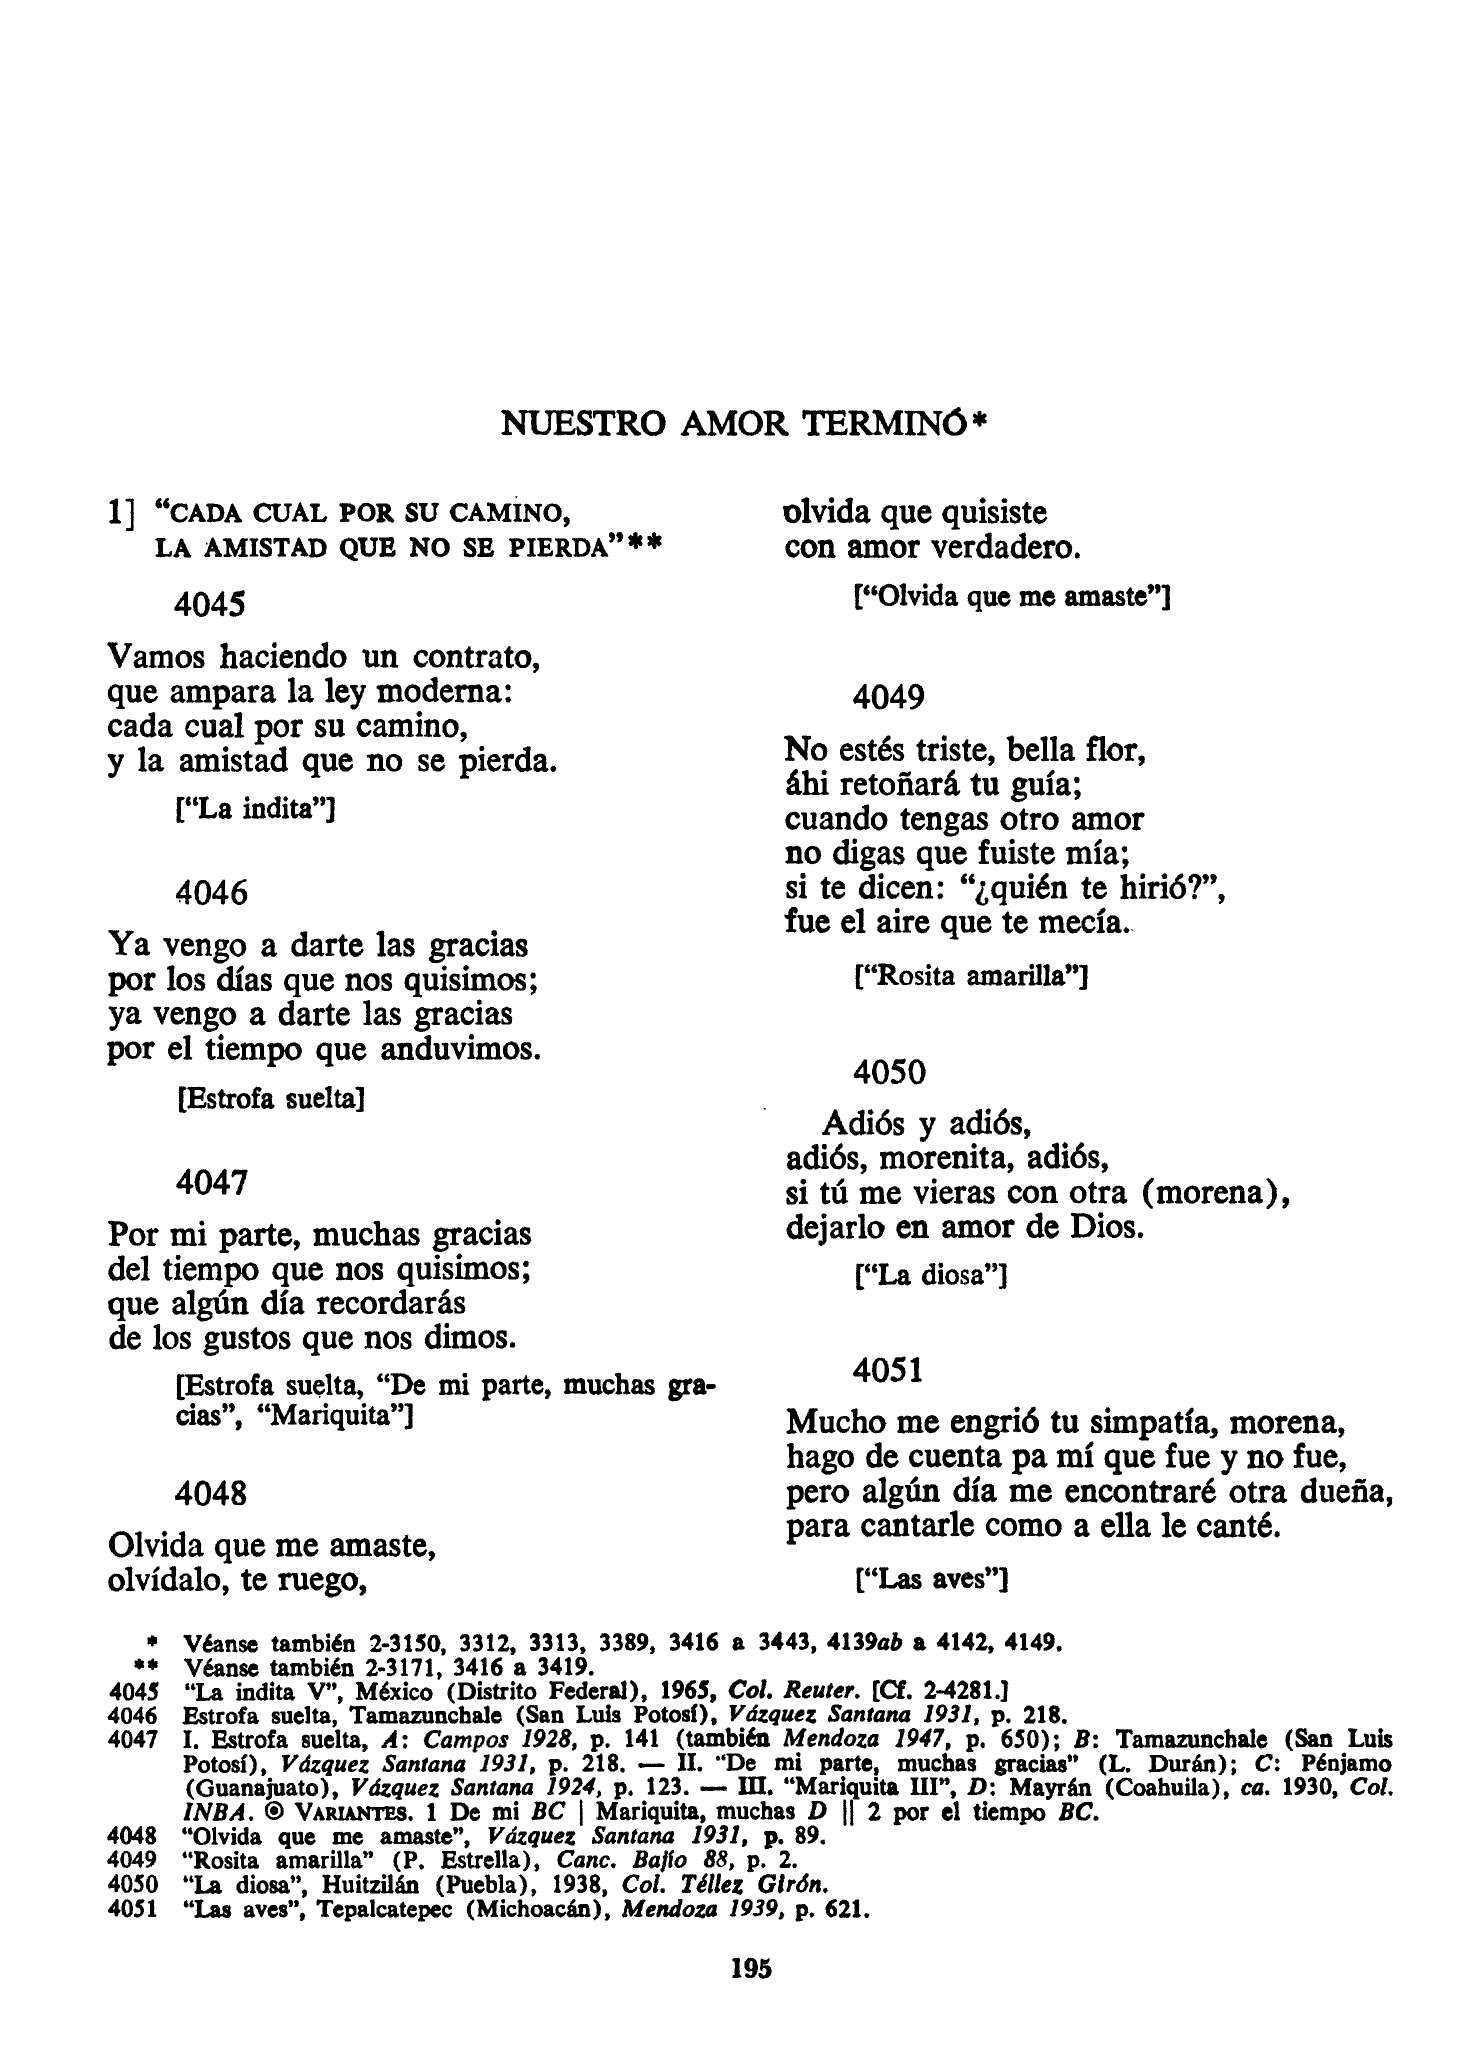 NUESTRO AMOR TERMINÓ*
1] “CADA CUAL POR SU CAMINO,
LA AMISTAD QUE NO SE PIERDA”**
4045
Vamos haciendo un contrato,
que ampara la ley moderna:
cada cual por su camino,
y la amistad que no se pierda.
[“La indita”]
4046
Ya vengo a darte las gracias
por los días que nos quisimos;
ya vengo a darte las gracias
por el tiempo que anduvimos.
[Estrofa suelta]
4047
Por mi parte, muchas gracias
del tiempo que nos quisimos;
que algún día recordarás
de los gustos que nos dimos.
[Estrofa suelta, “De mi parte, muchas gra-
cias”, “Mariquita”]
4048
Olvida que me amaste,
olvídalo, te ruego,
olvida que quisiste
con amor verdadero.
[“Olvida que me amaste”]
4049
No estés triste, bella flor,
áhi retoñará tu guía;
cuando tengas otro amor
no digas que fuiste mía;
si te dicen: “¿quién te hirió?”,
fue el aire que te mecía.
[“Rosita amarilla”]
4050
Adiós y adiós,
adiós, morenita, adiós,
si tú me vieras con otra (morena),
dejarlo en amor de Dios.
[“La diosa”]
4051
Mucho me engrió tu simpatía, morena,
hago de cuenta pa mí que fue y no fue,
pero algún día me encontraré otra dueña,
para cantarle como a ella le canté.
[“Las aves”]
* Véanse también 2-3150, 3312, 3313, 3389, 3416 a 3443, 4139ab a 4142, 4149.
** Véanse también 2-3171, 3416 a 3419.
4045 “La indita V”, México (Distrito Federal), 1965, Col. Reuter. [Cf. 2-4281.]
4046 Estrofa suelta, Tamazunchale (San Luis Potosí), Vázquez Santana 1931, p. 218.
4047 I. Estrofa suelta, A: Campos 1928, p. 141 (también Mendoza 1947, p. 650); B: Tamazunchale (San Luis
Potosí), Vázquez Santana 1931, p. 218. — II. “De mi parte, muchas gracias” (L. Durán); C: Pénjamo
(Guanajuato), Vázquez Santana 1924, p. 123. — III. “Mariquita III”, D: Mayrán (Coahuila), ca. 1930, Col.
INBA. ⊙ VARIANTES. 1 De mi BC | Mariquita, muchas D || 2 por el tiempo BC.
4048 “Olvida que me amaste”, Vázquez Santana 1931, p. 89.
4049 “Rosita amarilla” (P. Estrella), Canc. Bajío 88, p. 2.
4050 “La diosa”, Huitzilán (Puebla), 1938, Col. Téllez Girón.
4051 “Las aves”, Tepalcatepec (Michoacán), Mendoza 1939, p. 621.
195